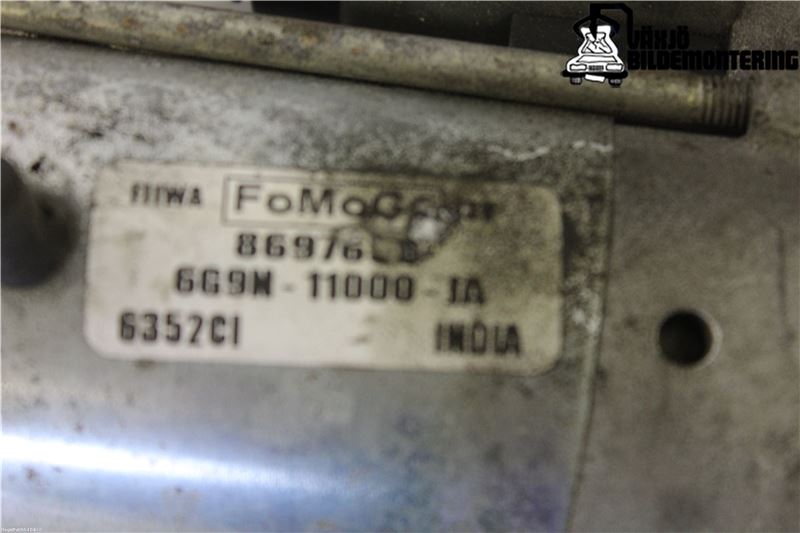 VÄXJÖ
BILDEMONTERING
FoMoCo
6G9N-11000-JA
6352CI
INDIA